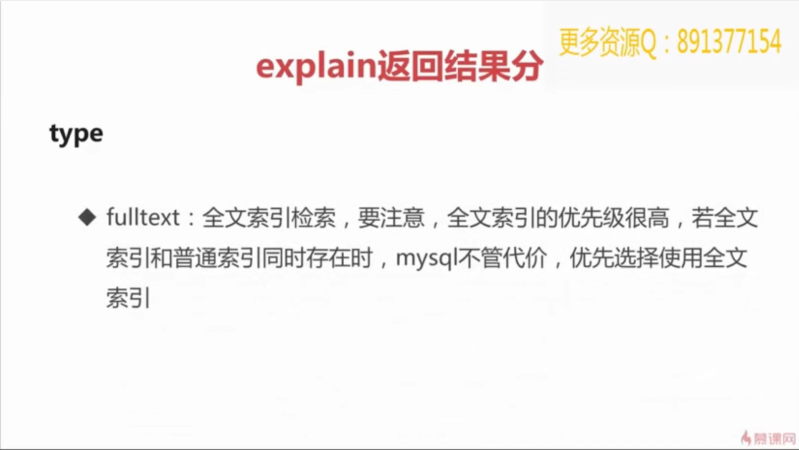 更多资源Q：891377154
explain返回结果分
type
◆ fulltext：全文索引检索，要注意，全文索引的优先级很高，若全文
索引和普通索引同时存在时，mysql不管代价，优先选择使用全文
索引
慕课网